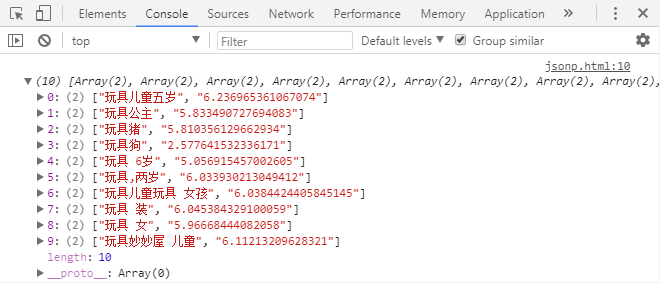 Elements Console Sources Network Performance Memory Application »
top Filter Default levels Group similar
jsonp.html:10
(10) [Array(2), Array(2), Array(2), Array(2), Array(2), Array(2), Array(2), Array(2), Array(2), Array(2),
0: (2) ["玩具儿童五岁", "6.236965361067074"]
1: (2) ["玩具公主", "5.833490727694083"]
2: (2) ["玩具猪", "5.810356129662934"]
3: (2) ["玩具狗", "2.577641532336171"]
4: (2) ["玩具 6岁", "5.056915457002605"]
5: (2) ["玩具,两岁", "6.033930213049412"]
6: (2) ["玩具儿童玩具 女孩", "6.0384424405845145"]
7: (2) ["玩具 装", "6.045384329100059"]
8: (2) ["玩具 女", "5.96668444082058"]
9: (2) ["玩具妙妙屋 儿童", "6.11213209628321"]
length: 10
__proto__: Array(0)